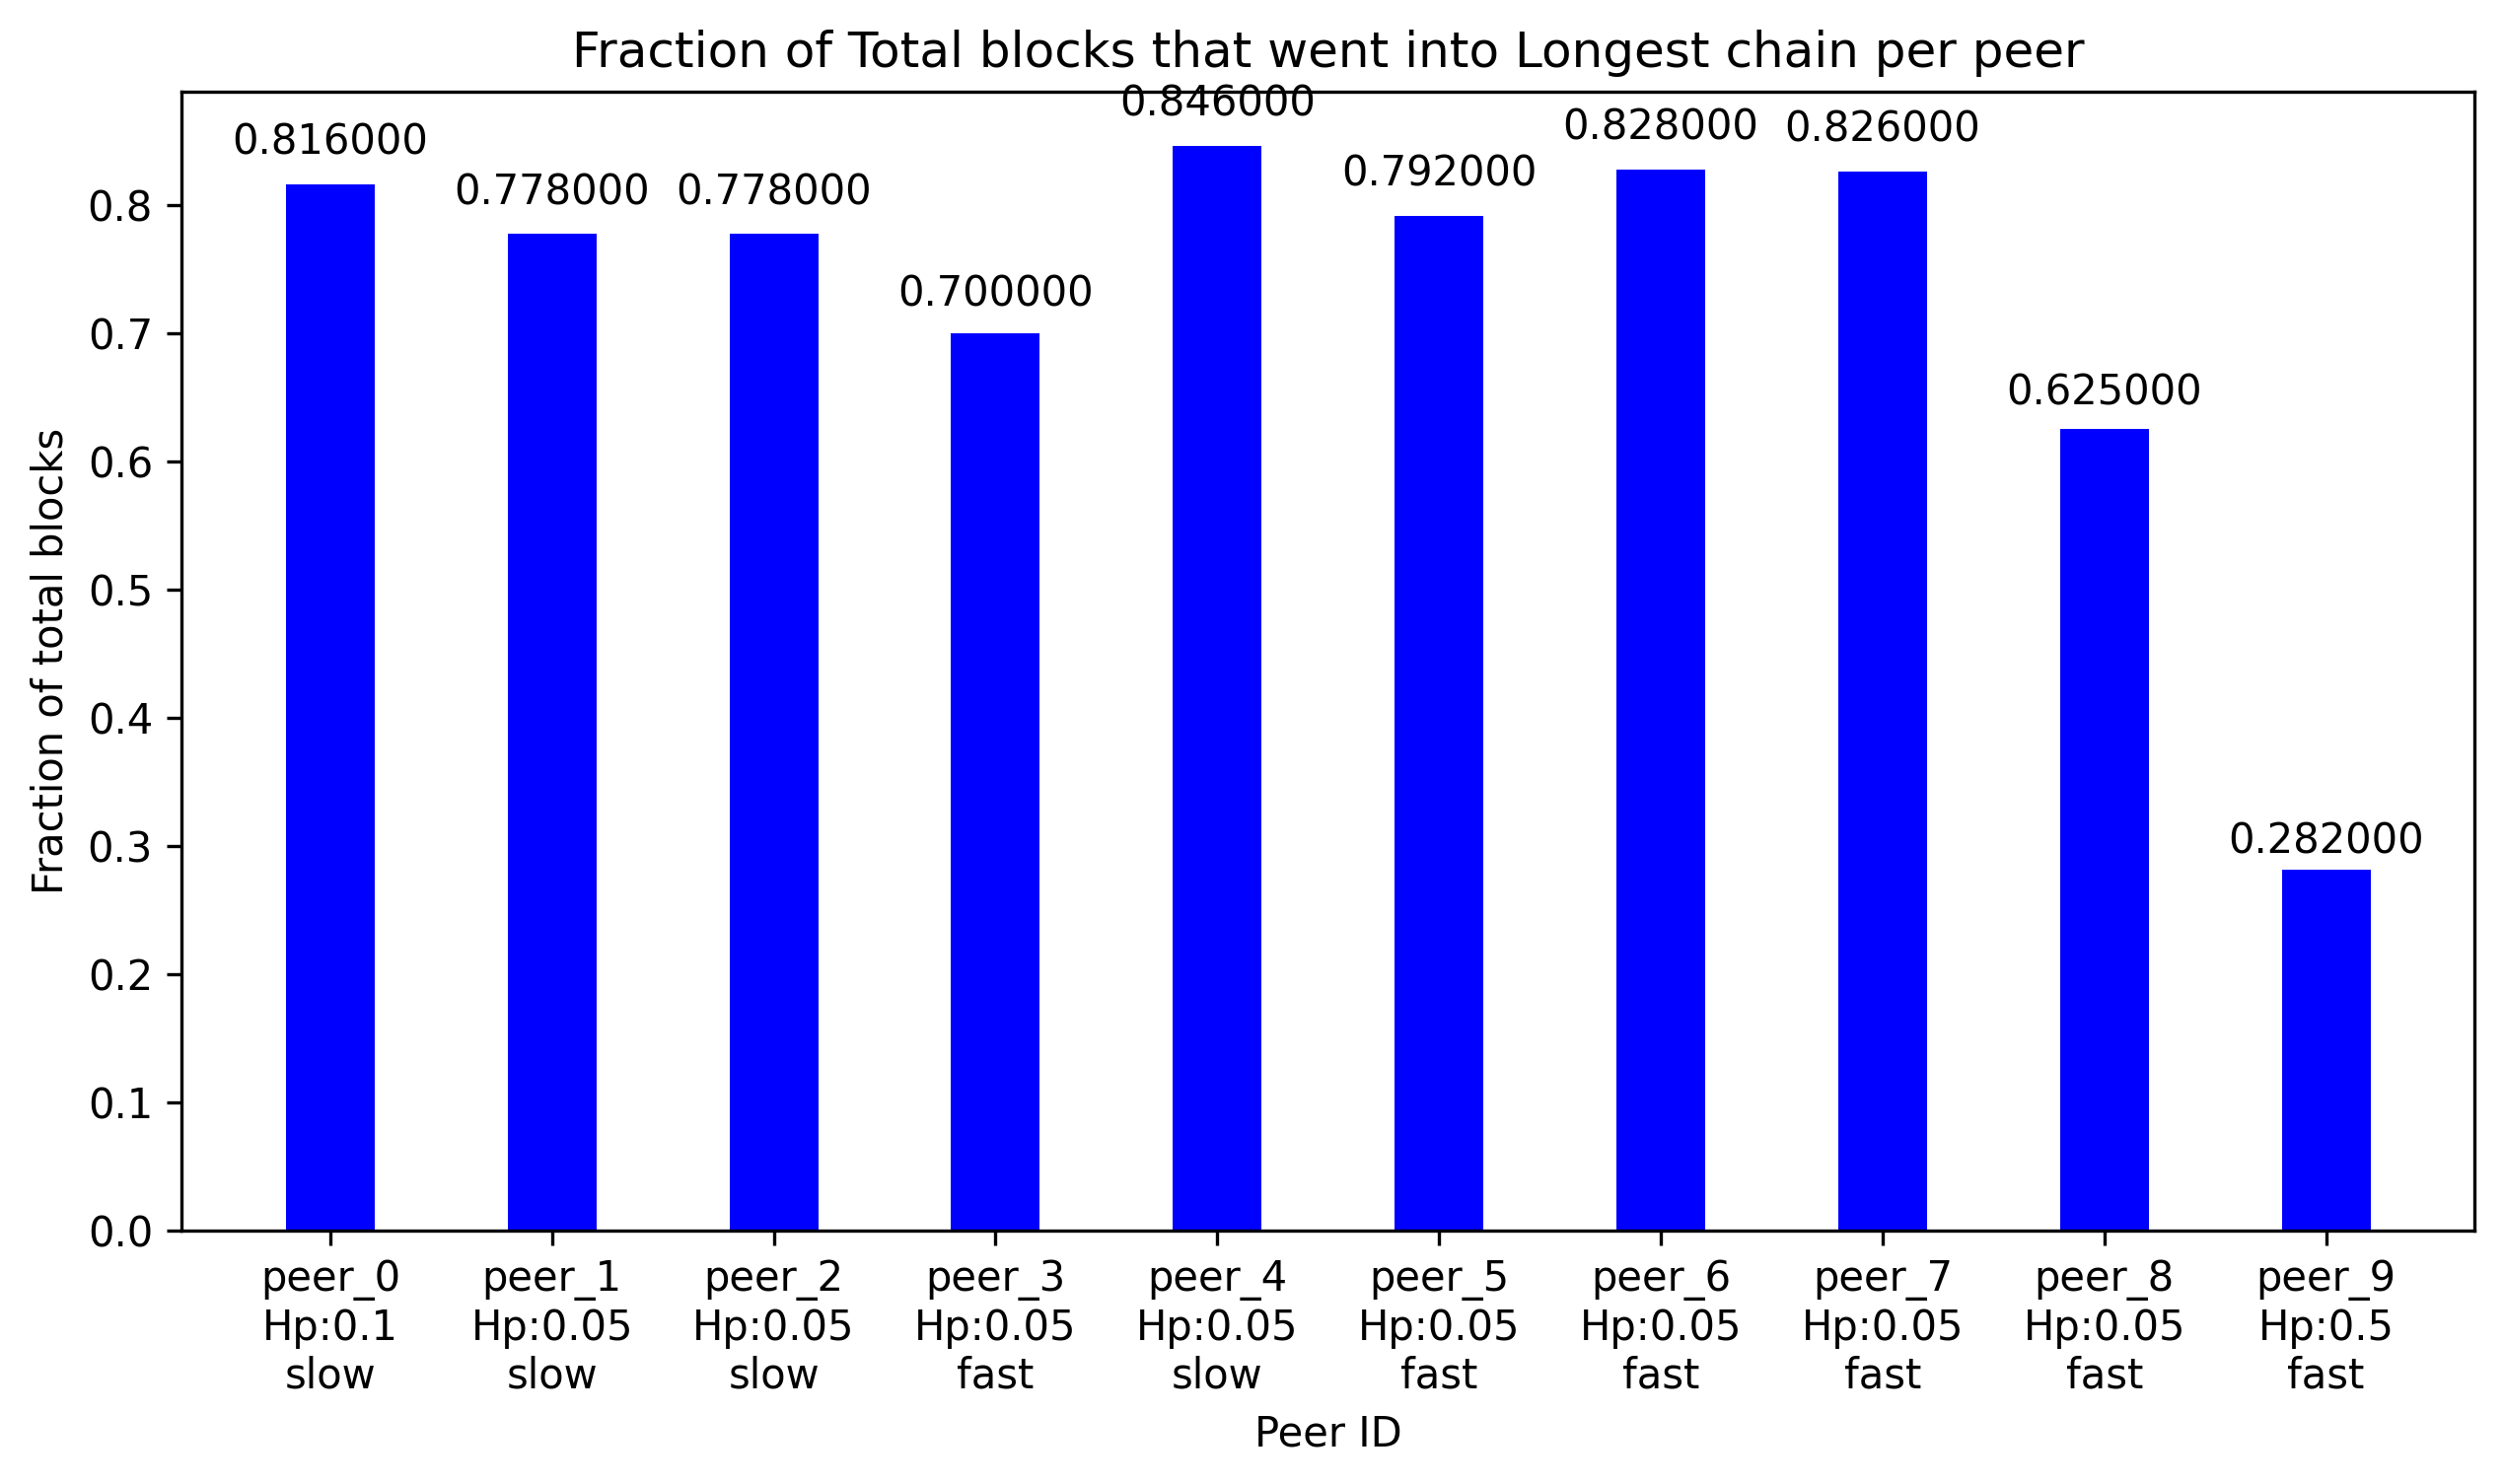 Fraction of Total blocks that went into Longest chain per peer
0.816000
0.778000
0.778000
0.700000
0.846000
0.792000
0.828000
0.826000
0.625000
0.282000
Fraction of total blocks
0.8
0.7
0.6
0.5
0.4
0.3
0.2
0.1
0.0
peer_0
Hp:0.1
slow
peer_1
Hp:0.05
slow
peer_2
Hp:0.05
slow
peer_3
Hp:0.05
fast
peer_4
Hp:0.05
slow
peer_5
Hp:0.05
fast
peer_6
Hp:0.05
fast
peer_7
Hp:0.05
fast
peer_8
Hp:0.05
fast
peer_9
Hp:0.5
fast
Peer ID